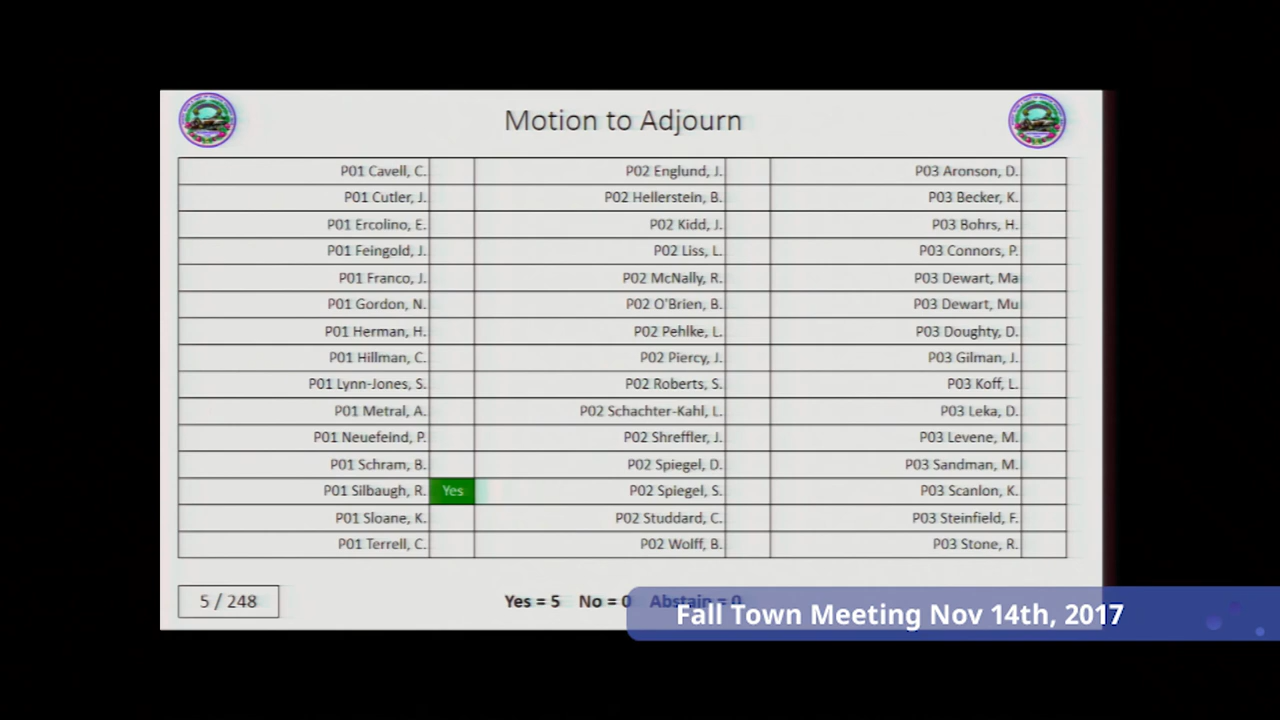 Motion to Adjourn
P01 Cavell, C. P02 Englund, J. P03 Aronson, D.
P01 Cutler, J. P02 Hellerstein, B. P03 Becker, K.
P01 Ercolino, E. P02 Kidd, J. P03 Bohrs, H.
P01 Feingold, J. P02 Liss, L. P03 Connors, P.
P01 Franco, J. P02 McNally, R. P03 Dewart, Ma
P01 Gordon, N. P02 O'Brien, B. P03 Dewart, Mu
P01 Herman, H. P02 Pehlke, L. P03 Doughty, D.
P01 Hillman, C. P02 Piercy, J. P03 Gilman, J.
P01 Lynn-Jones, S. P02 Roberts, S. P03 Koff, L.
P01 Metral, A. P02 Schachter-Kahl, L. P03 Leka, D.
P01 Neuefeind, P. P02 Shreffler, J. P03 Levene, M.
P01 Schram, B. P02 Spiegel, D. P03 Sandman, M.
P01 Silbaugh, R. Yes P02 Spiegel, S. P03 Scanlon, K.
P01 Sloane, K. P02 Studdard, C. P03 Steinfield, F.
P01 Terrell, C. P02 Wolff, B. P03 Stone, R.
5 / 248 Yes = 5 No = 0 Abstain = 0
Fall Town Meeting Nov 14th, 2017